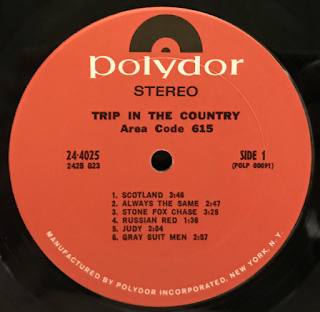 polydor
STEREO
TRIP IN THE COUNTRY
Area Code 615
24-4025 SIDE 1
2425 023 (POLP 80091)
1. SCOTLAND 3:46
2. ALWAYS THE SAME 2:47
3. STONE FOX CHASE 3:25
4. RUSSIAN RED 1:38
5. JUDY 2:04
6. GRAY SUIT MEN 2:57
MANUFACTURED BY POLYDOR INCORPORATED, NEW YORK, N.Y.